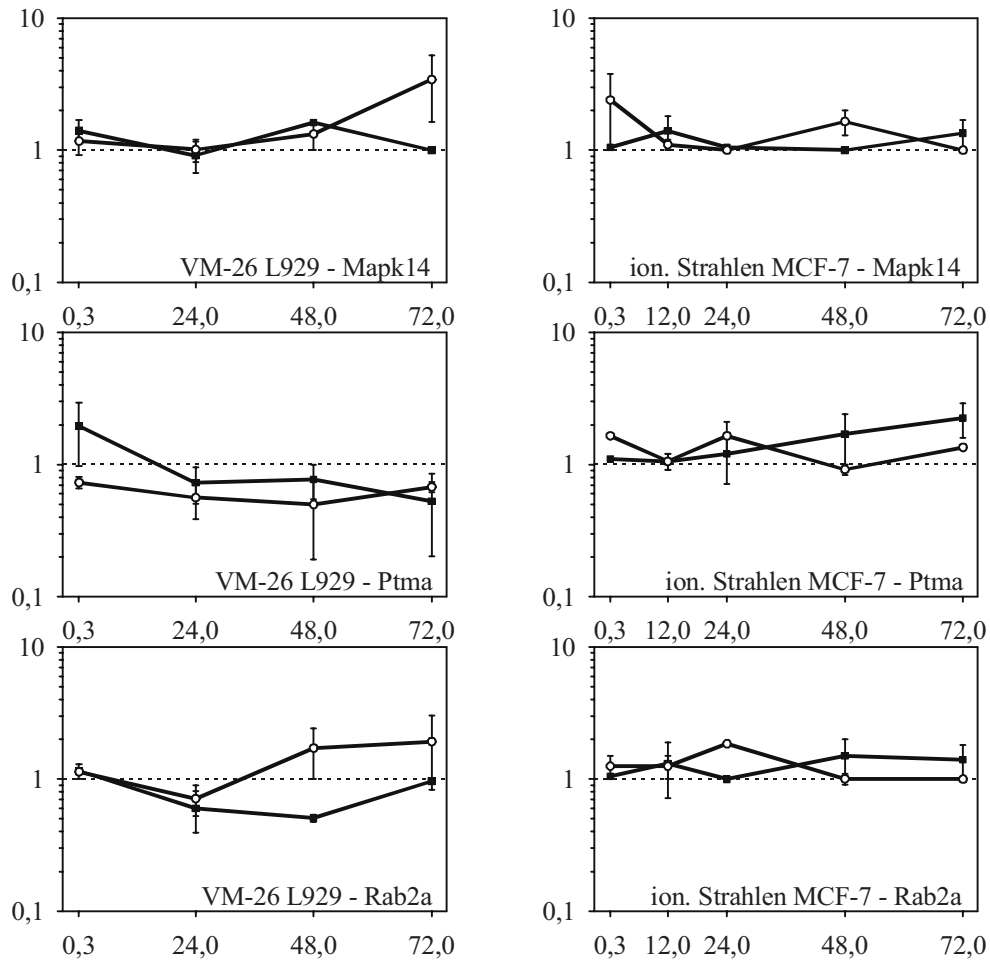 10
1
0,1
VM-26 L929 - Mapk14
0,3 24,0 48,0 72,0
10
1
0,1
ion. Strahlen MCF-7 - Mapk14
0,3 12,0 24,0 48,0 72,0
10
1
0,1
VM-26 L929 - Ptma
0,3 24,0 48,0 72,0
10
1
0,1
ion. Strahlen MCF-7 - Ptma
0,3 12,0 24,0 48,0 72,0
10
1
0,1
VM-26 L929 - Rab2a
0,3 24,0 48,0 72,0
10
1
0,1
ion. Strahlen MCF-7 - Rab2a
0,3 12,0 24,0 48,0 72,0